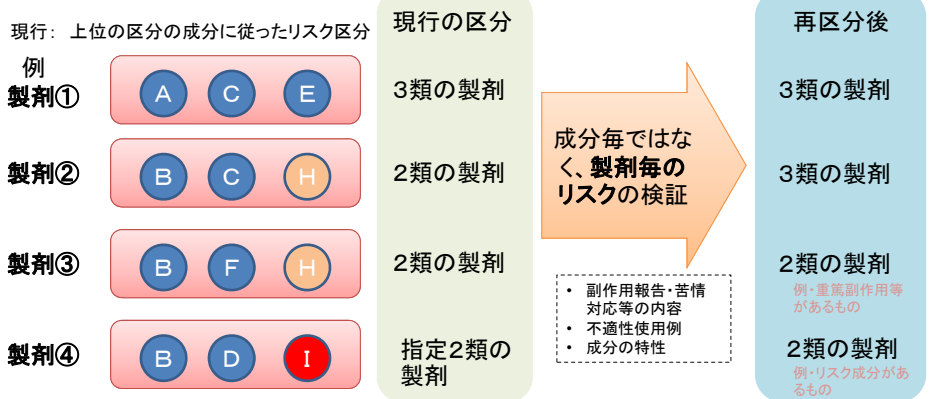 現行： 上位の区分の成分に従ったリスク区分
現行の区分
再区分後
例
製剤①
A C E
3類の製剤
3類の製剤
製剤②
B C H
2類の製剤
3類の製剤
製剤③
B F H
2類の製剤
2類の製剤
例・重篤副作用等
があるもの
製剤④
B D I
指定2類の
製剤
2類の製剤
例・リスク成分があ
るもの
成分毎ではな
く、製剤毎の
リスクの検証
• 副作用報告・苦情
対応等の内容
• 不適性使用例
• 成分の特性